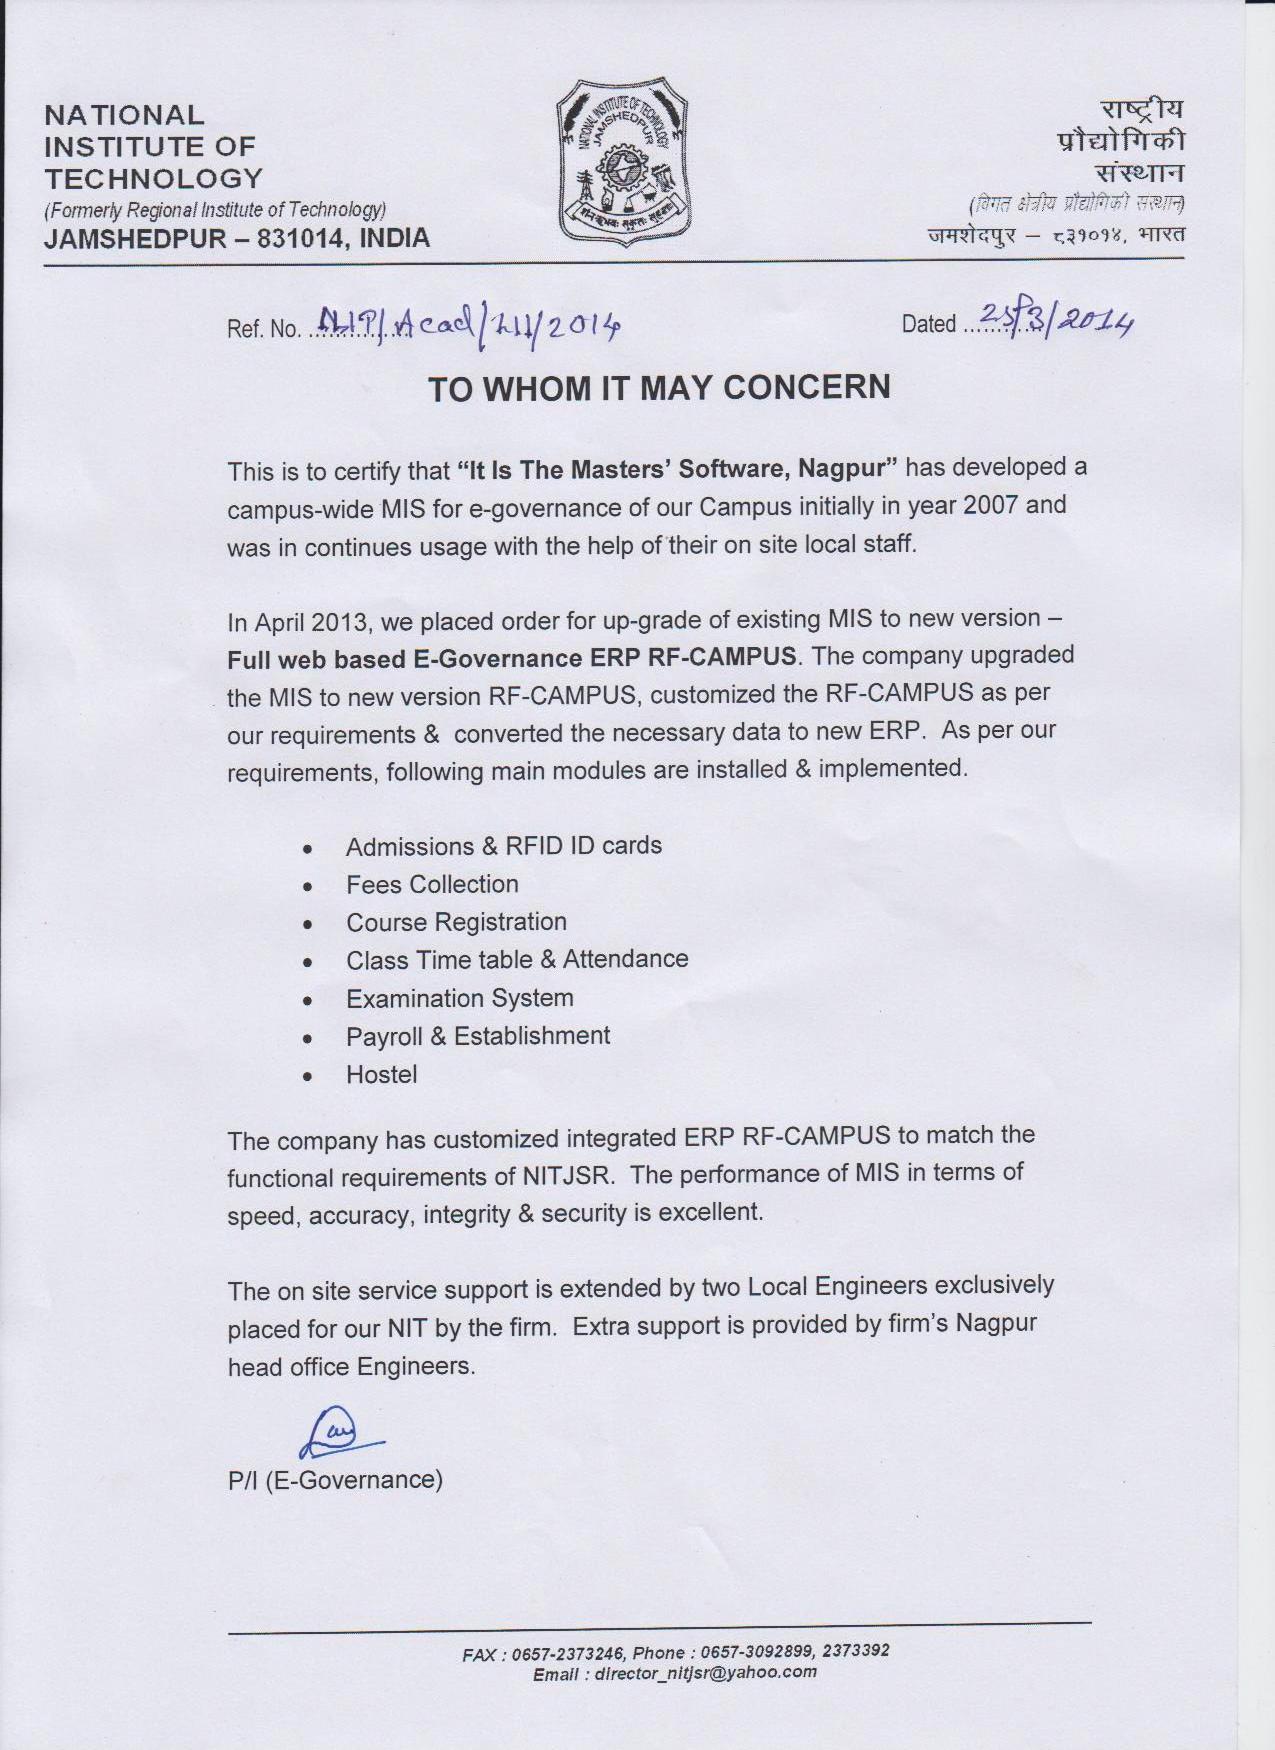 NATIONAL
INSTITUTE OF
TECHNOLOGY
(Formerly Regional Institute of Technology)
JAMSHEDPUR – 831014, INDIA
NATIONAL INSTITUTE OF TECHNOLOGY
JAMSHEDPUR
राष्ट्रीय
प्रौद्योगिकी
संस्थान
(विगत क्षेत्रीय प्रौद्योगिकी संस्थान)
जमशेदपुर – ८३१०१४, भारत
Ref. No. Acad/ /2014
Dated /3/2014
TO WHOM IT MAY CONCERN
This is to certify that “It Is The Masters’ Software, Nagpur” has developed a
campus-wide MIS for e-governance of our Campus initially in year 2007 and
was in continues usage with the help of their on site local staff.
In April 2013, we placed order for up-grade of existing MIS to new version –
Full web based E-Governance ERP RF-CAMPUS. The company upgraded
the MIS to new version RF-CAMPUS, customized the RF-CAMPUS as per
our requirements & converted the necessary data to new ERP. As per our
requirements, following main modules are installed & implemented.
• Admissions & RFID ID cards
• Fees Collection
• Course Registration
• Class Time table & Attendance
• Examination System
• Payroll & Establishment
• Hostel
The company has customized integrated ERP RF-CAMPUS to match the
functional requirements of NITJSR. The performance of MIS in terms of
speed, accuracy, integrity & security is excellent.
The on site service support is extended by two Local Engineers exclusively
placed for our NIT by the firm. Extra support is provided by firm’s Nagpur
head office Engineers.
P/I (E-Governance)
FAX : 0657-2373246, Phone : 0657-3092899, 2373392
Email : director_nitjsr@yahoo.com